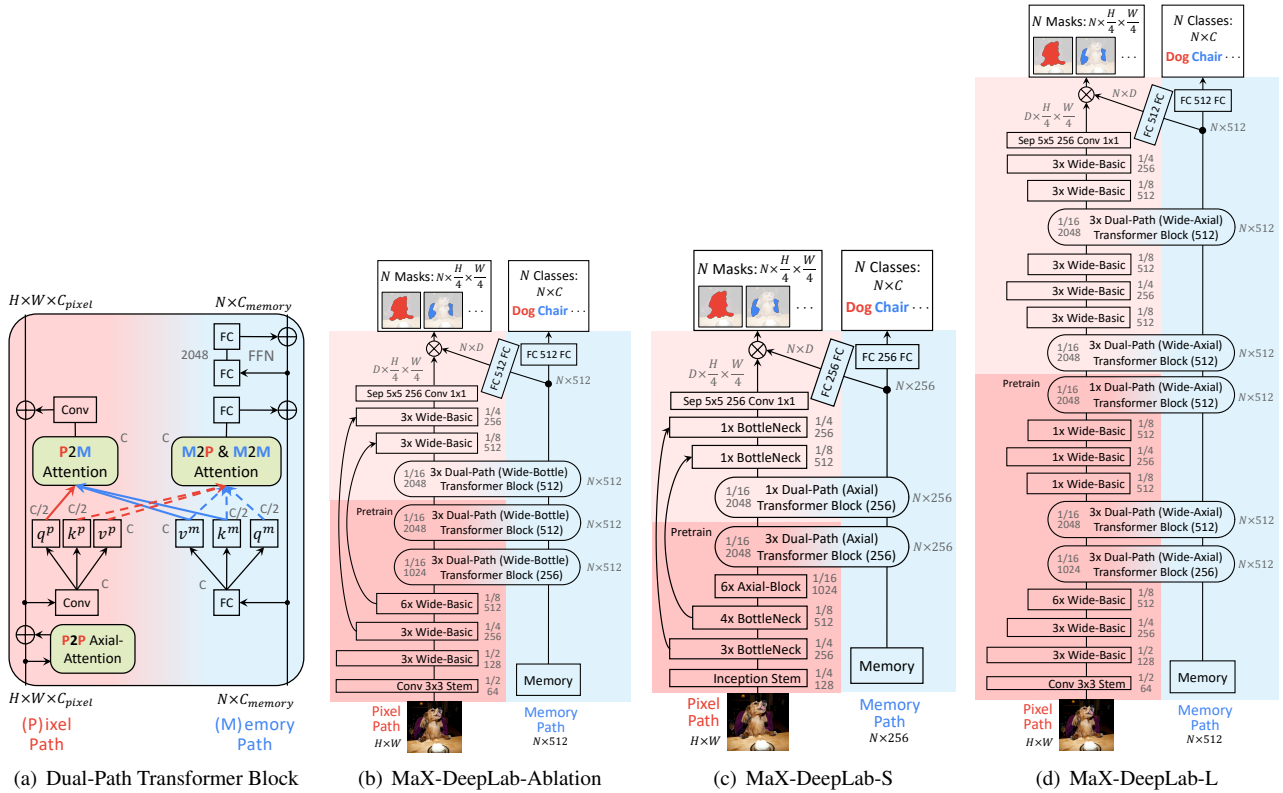 H×W×C_pixel
N×C_memory
FC
2048
FFN
FC
Conv
FC
C
C
P2M
Attention
M2P & M2M
Attention
C/2
C/2
C
C/2
C/2
q^p
k^p
v^p
v^m
k^m
q^m
C
C
Conv
FC
P2P Axial-
Attention
H×W×C_pixel
N×C_memory
(P)ixel
Path
(M)emory
Path
(a) Dual-Path Transformer Block
N Masks: N×H/4×W/4
···
N Classes:
N×C
Dog Chair ···
N×D
FC 512 FC
FC 512 FC
D×H/4×W/4
N×512
Sep 5x5 256 Conv 1x1
3x Wide-Basic
1/4
256
3x Wide-Basic
1/8
512
1/16
2048
3x Dual-Path (Wide-Bottle)
Transformer Block (512)
N×512
Pretrain
1/16
2048
3x Dual-Path (Wide-Bottle)
Transformer Block (512)
N×512
1/16
1024
3x Dual-Path (Wide-Bottle)
Transformer Block (256)
N×512
6x Wide-Basic
1/8
512
3x Wide-Basic
1/4
256
3x Wide-Basic
1/2
128
Conv 3x3 Stem
1/2
64
Memory
Pixel
Path
H×W
Memory
Path
N×512
(b) MaX-DeepLab-Ablation
N Masks: N×H/4×W/4
···
N Classes:
N×C
Dog Chair ···
N×D
FC 256 FC
FC 256 FC
D×H/4×W/4
N×256
Sep 5x5 256 Conv 1x1
1x BottleNeck
1/4
256
1x BottleNeck
1/8
512
1/16
2048
1x Dual-Path (Axial)
Transformer Block (256)
N×256
Pretrain
1/16
2048
3x Dual-Path (Axial)
Transformer Block (256)
N×256
6x Axial-Block
1/16
1024
4x BottleNeck
1/8
512
3x BottleNeck
1/4
256
Inception Stem
1/4
128
Memory
Pixel
Path
H×W
Memory
Path
N×256
(c) MaX-DeepLab-S
N Masks: N×H/4×W/4
···
N Classes:
N×C
Dog Chair ···
N×D
FC 512 FC
FC 512 FC
D×H/4×W/4
N×512
Sep 5x5 256 Conv 1x1
3x Wide-Basic
1/4
256
3x Wide-Basic
1/8
512
1/16
2048
3x Dual-Path (Wide-Axial)
Transformer Block (512)
N×512
3x Wide-Basic
1/8
512
3x Wide-Basic
1/4
256
3x Wide-Basic
1/8
512
1/16
2048
3x Dual-Path (Wide-Axial)
Transformer Block (512)
N×512
Pretrain
1/16
2048
1x Dual-Path (Wide-Axial)
Transformer Block (512)
N×512
1x Wide-Basic
1/8
512
1x Wide-Basic
1/4
256
1x Wide-Basic
1/8
512
1/16
2048
3x Dual-Path (Wide-Axial)
Transformer Block (512)
N×512
1/16
1024
3x Dual-Path (Wide-Axial)
Transformer Block (256)
N×512
6x Wide-Basic
1/8
512
3x Wide-Basic
1/4
256
3x Wide-Basic
1/2
128
Conv 3x3 Stem
1/2
64
Memory
Pixel
Path
H×W
Memory
Path
N×512
(d) MaX-DeepLab-L